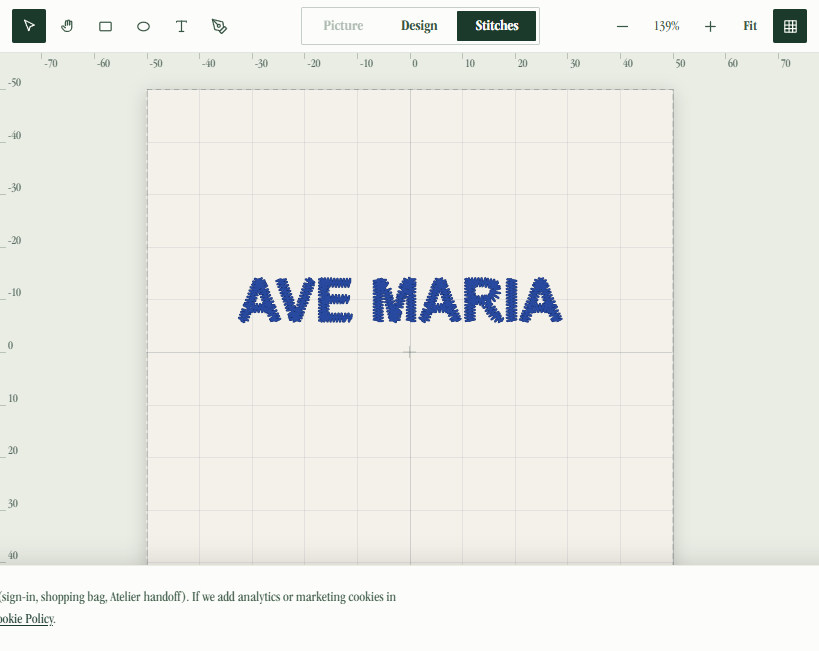 Picture Design Stitches 139% Fit
-70 -60 -50 -40 -30 -20 -10 0 10 20 30 40 50 60 70
-50
-40
-30
-20
-10
0
10
20
30
40
AVE MARIA
(sign-in, shopping bag, Atelier handoff). If we add analytics or marketing cookies in
ookie Policy.